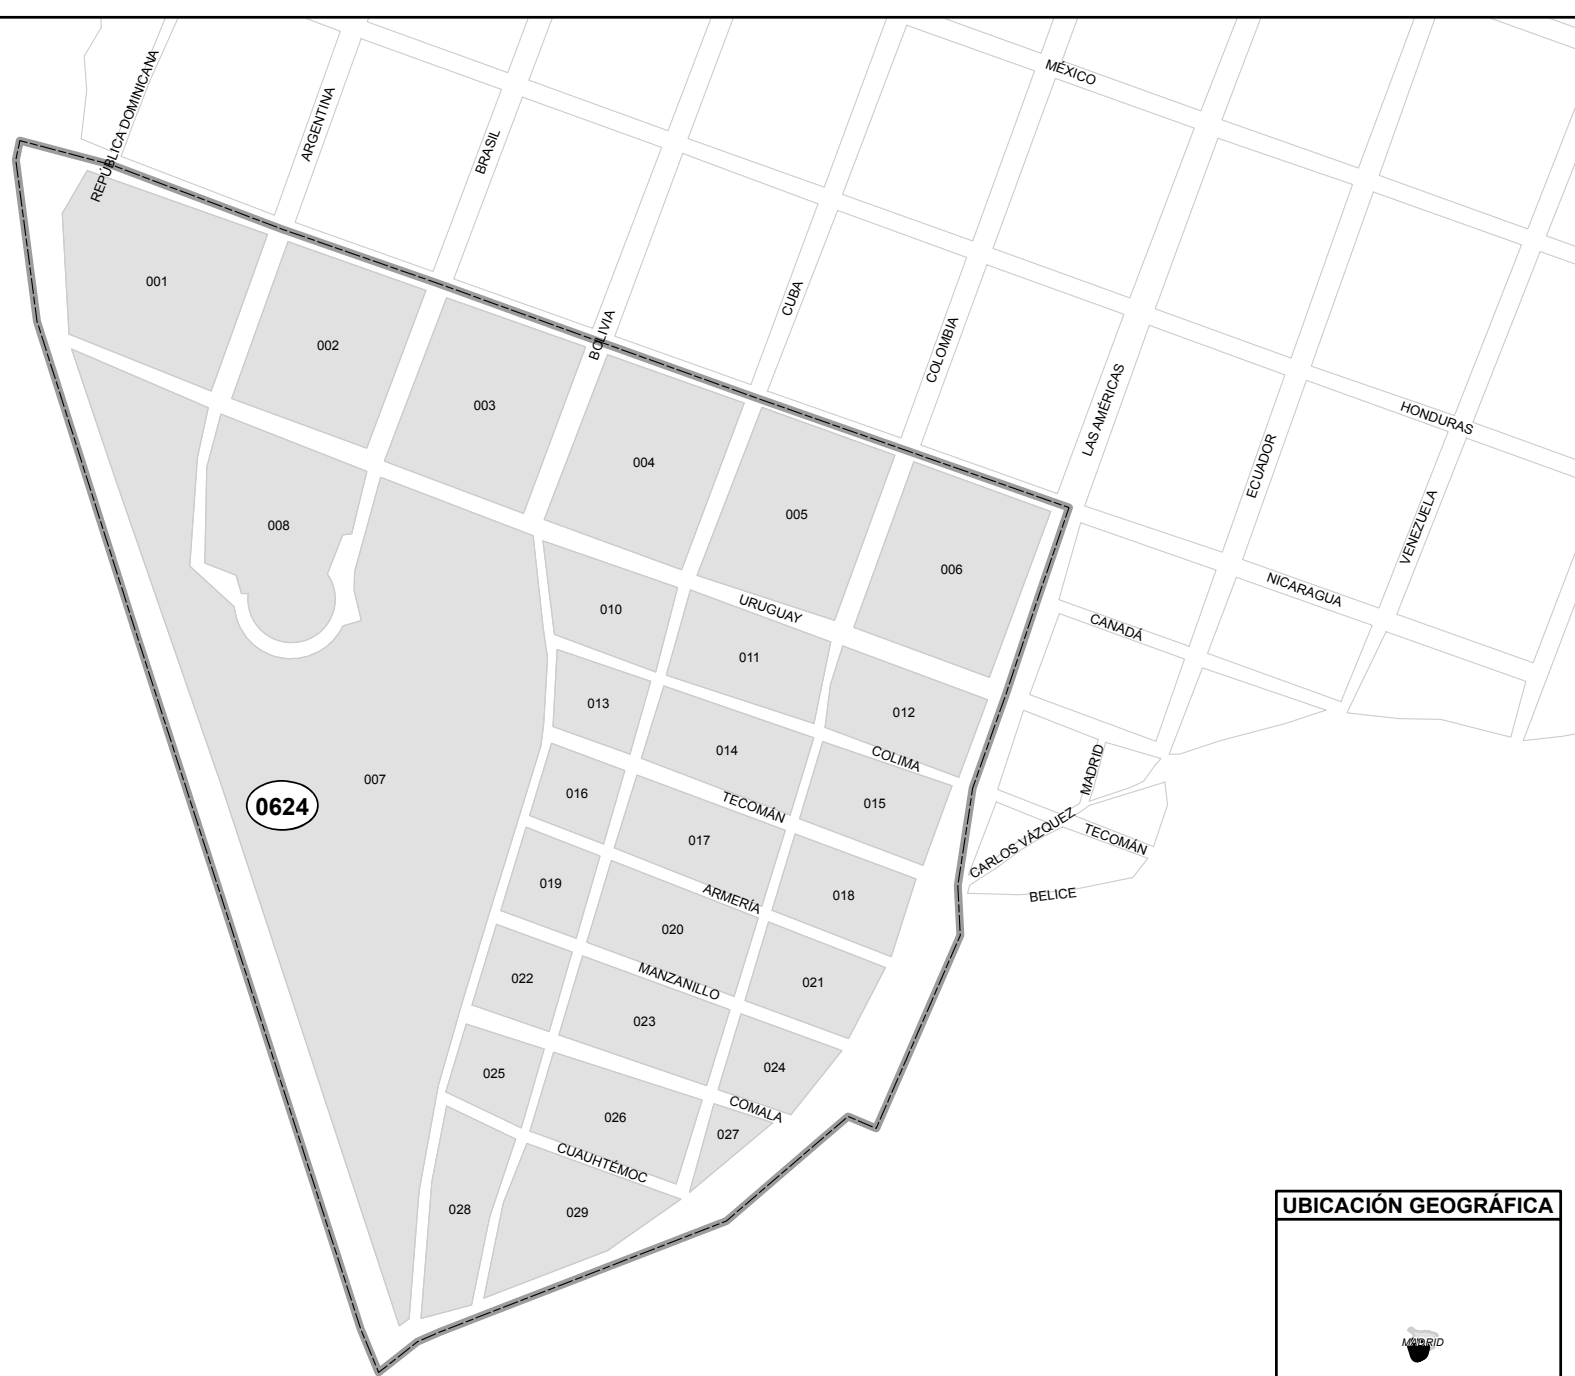 MÉXICO
REPÚBLICA DOMINICANA
ARGENTINA
BRASIL
BOLIVIA
CUBA
COLOMBIA
LAS AMÉRICAS
ECUADOR
HONDURAS
VENEZUELA
NICARAGUA
CANADÁ
001
002
003
004
005
006
008
010
URUGUAY
011
012
013
014
COLIMA
MADRID
007
0624
016
TECOMÁN
015
CARLOS VÁZQUEZ
TECOMÁN
017
BELICE
019
ARMERÍA
018
020
022
MANZANILLO
021
023
025
024
026
COMALA
027
CUAUHTÉMOC
028
029
UBICACIÓN GEOGRÁFICA
MADRID